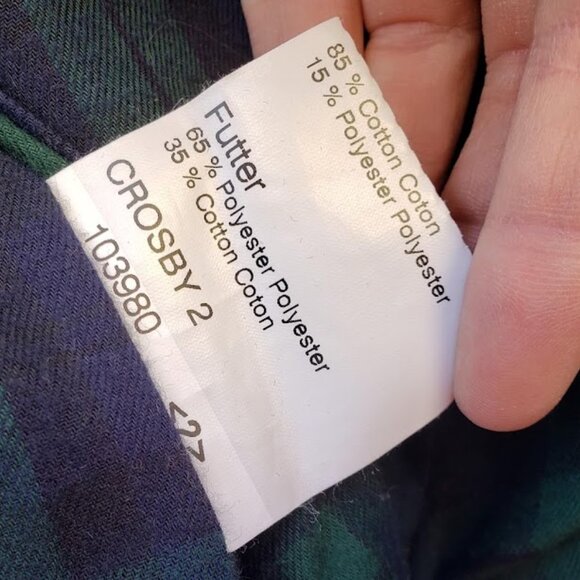 85 % Cotton Coton
15 % Polyester Polyester
Futter
65 % Polyester Polyester
35 % Cotton Coton
CROSBY 2
103980 <2>